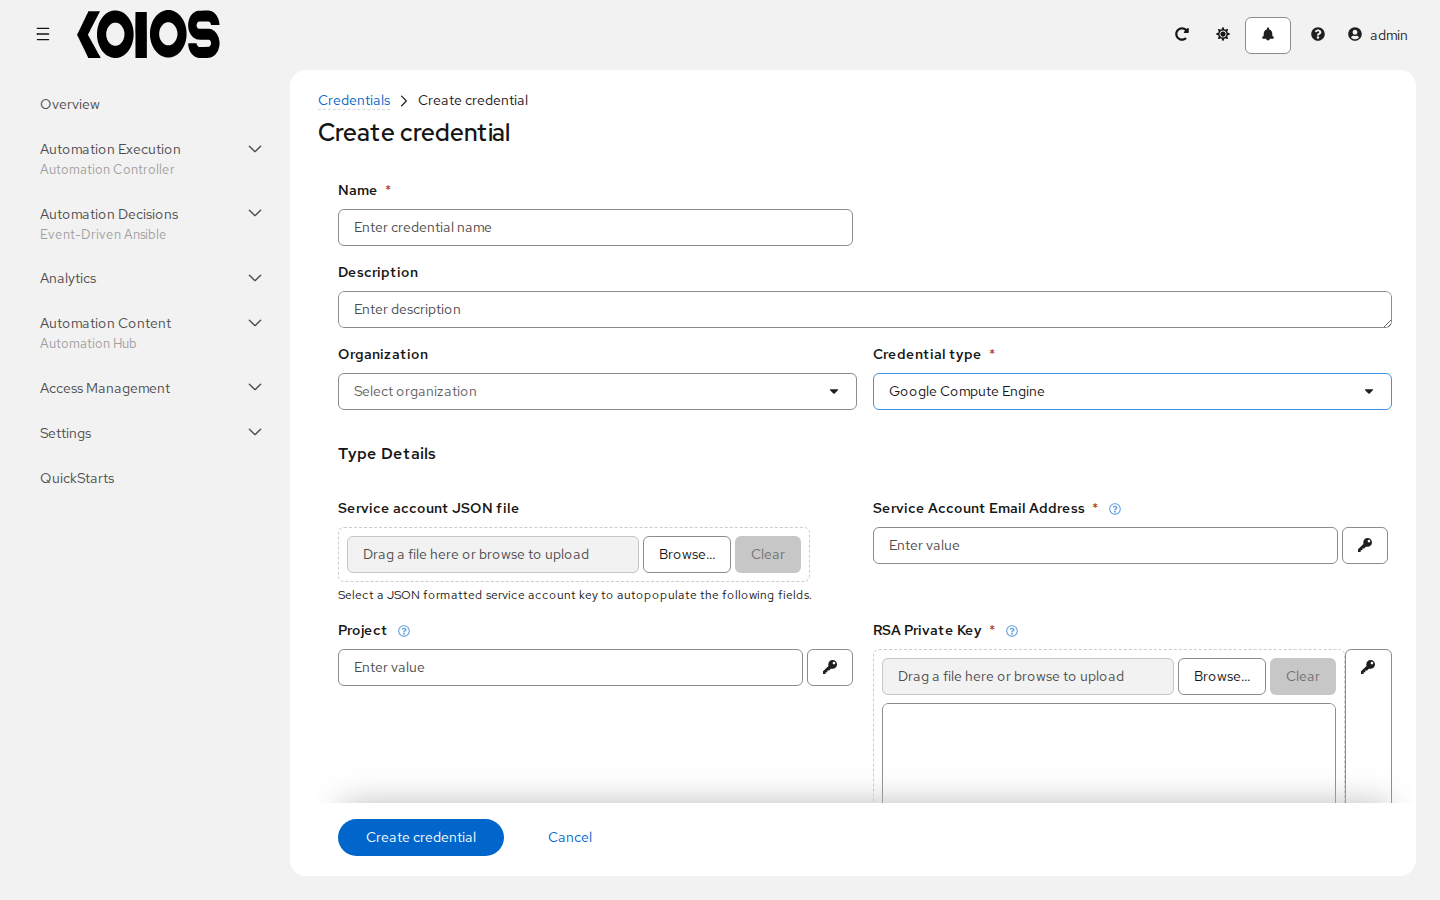 KOIOS
admin
Overview
Automation Execution
Automation Controller
Automation Decisions
Event-Driven Ansible
Analytics
Automation Content
Automation Hub
Access Management
Settings
QuickStarts
Credentials > Create credential
Create credential
Name *
Enter credential name
Description
Enter description
Organization
Credential type *
Select organization
Google Compute Engine
Type Details
Service account JSON file
Service Account Email Address *
Drag a file here or browse to upload Browse... Clear
Enter value
Select a JSON formatted service account key to autopopulate the following fields.
Project
RSA Private Key *
Enter value
Drag a file here or browse to upload Browse... Clear
Create credential Cancel